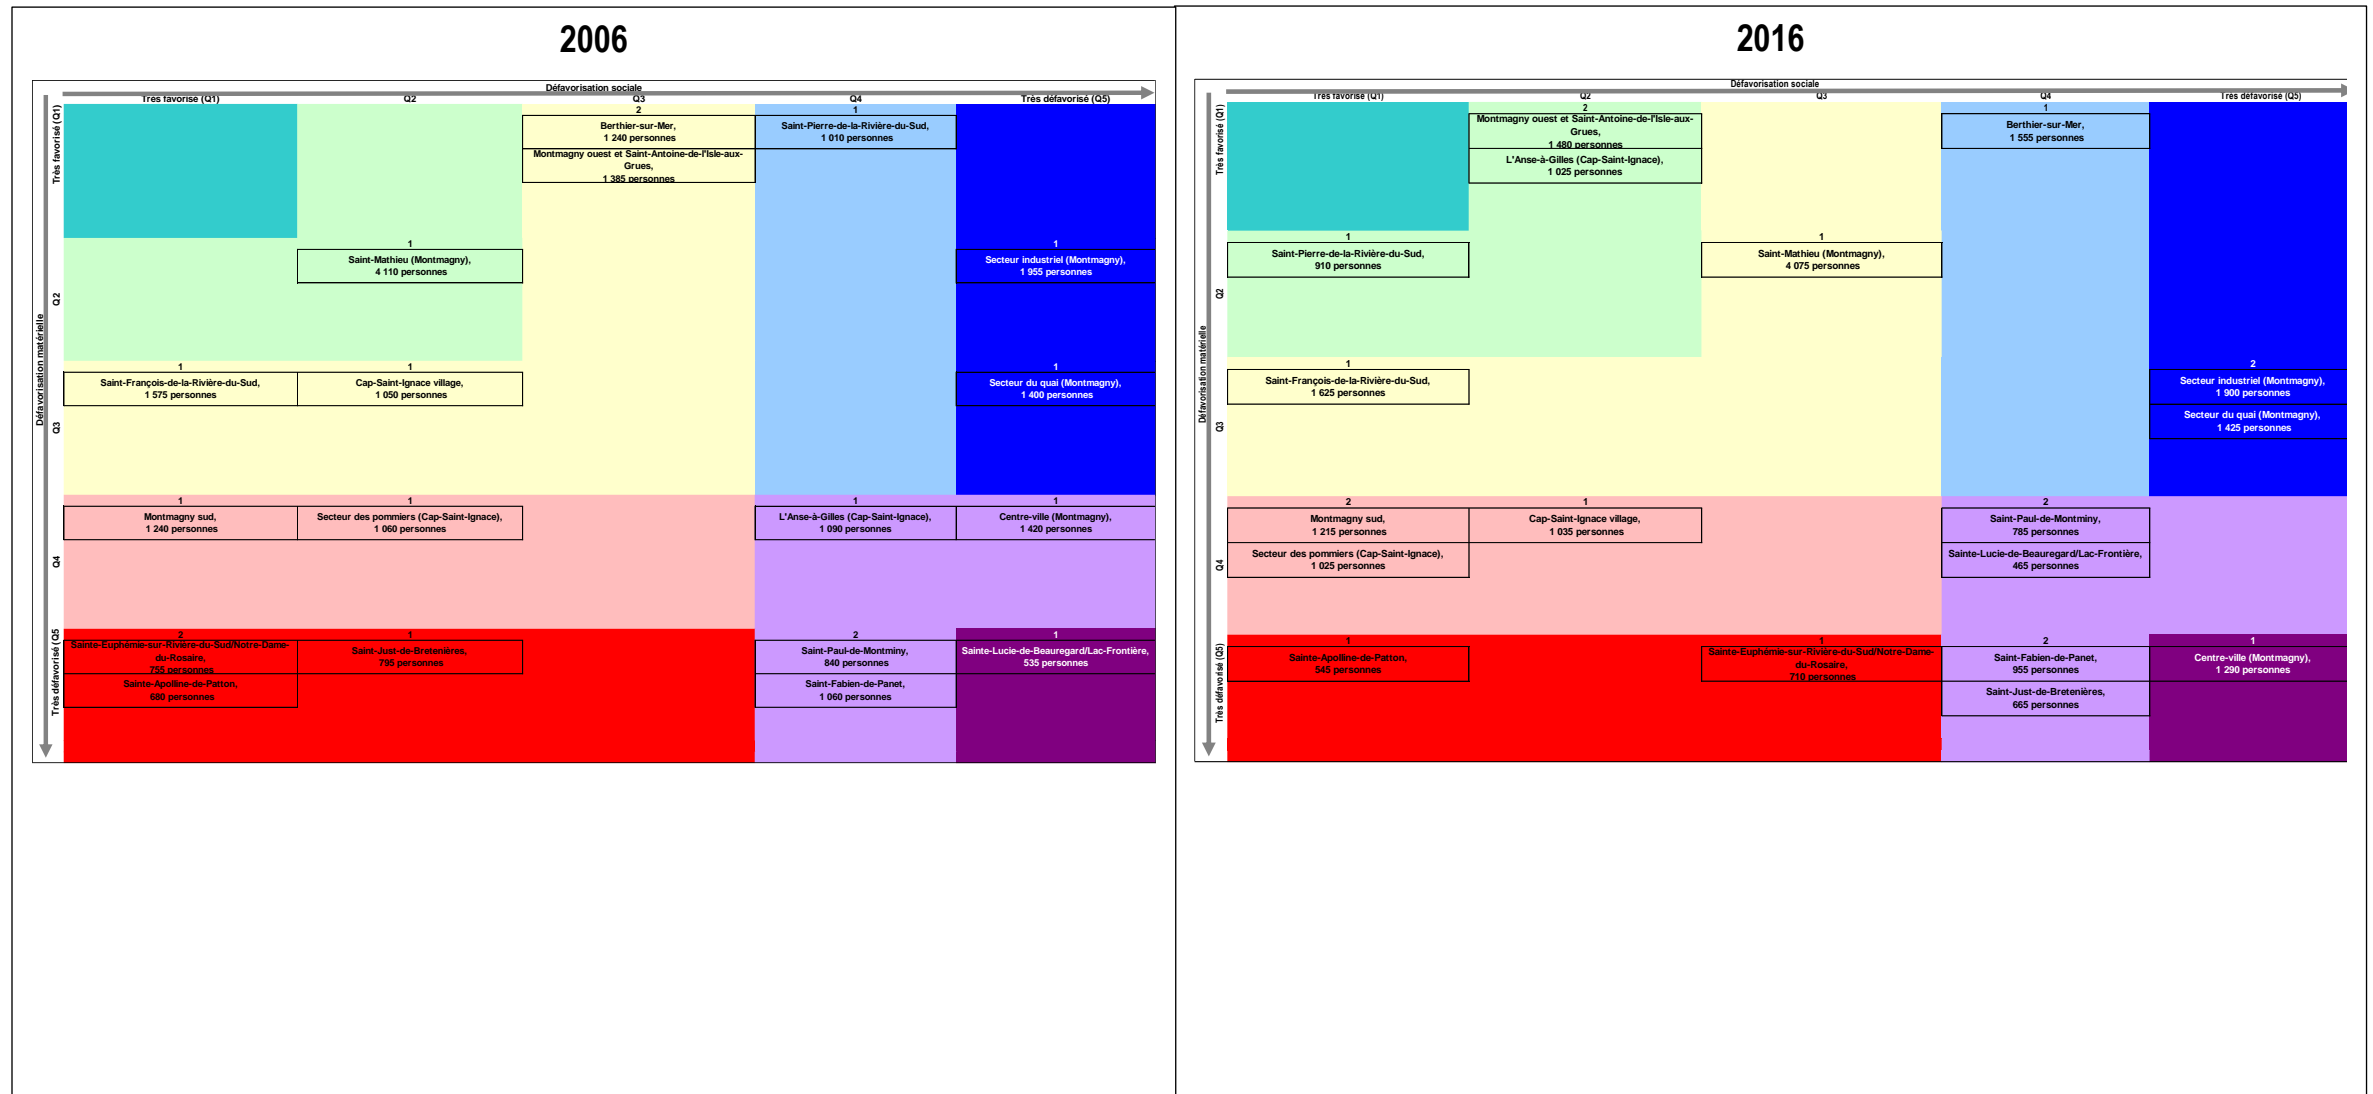 2006
Défavorisation sociale
Très favorisé (Q1)
Q2
Q3
Q4
Très défavorisé (Q5)
Défavorisation matérielle
Très favorisé (Q1)
2
Berthier-sur-Mer,
1 240 personnes
Montmagny ouest et Saint-Antoine-de-l'Isle-aux-
Grues,
1 385 personnes
1
Saint-Pierre-de-la-Rivière-du-Sud,
1 010 personnes
Q2
1
Saint-Mathieu (Montmagny),
4 110 personnes
1
Secteur industriel (Montmagny),
1 955 personnes
Q3
1
Saint-François-de-la-Rivière-du-Sud,
1 575 personnes
1
Cap-Saint-Ignace village,
1 050 personnes
1
Secteur du quai (Montmagny),
1 400 personnes
Q4
1
Montmagny sud,
1 240 personnes
1
Secteur des pommiers (Cap-Saint-Ignace),
1 060 personnes
1
L'Anse-à-Gilles (Cap-Saint-Ignace),
1 090 personnes
1
Centre-ville (Montmagny),
1 420 personnes
Très défavorisé (Q5
2
Sainte-Euphémie-sur-Rivière-du-Sud/Notre-Dame-
du-Rosaire,
755 personnes
Sainte-Apolline-de-Patton,
680 personnes
1
Saint-Just-de-Bretenières,
795 personnes
2
Saint-Paul-de-Montminy,
840 personnes
Saint-Fabien-de-Panet,
1 060 personnes
1
Sainte-Lucie-de-Beauregard/Lac-Frontière,
535 personnes
2016
Défavorisation sociale
Très favorisé (Q1)
Q2
Q3
Q4
Très défavorisé (Q5)
Défavorisation matérielle
Très favorisé (Q1)
2
Montmagny ouest et Saint-Antoine-de-l'Isle-aux-
Grues,
1 480 personnes
L'Anse-à-Gilles (Cap-Saint-Ignace),
1 025 personnes
1
Berthier-sur-Mer,
1 555 personnes
Q2
1
Saint-Pierre-de-la-Rivière-du-Sud,
910 personnes
1
Saint-Mathieu (Montmagny),
4 075 personnes
Q3
1
Saint-François-de-la-Rivière-du-Sud,
1 625 personnes
2
Secteur industriel (Montmagny),
1 900 personnes
Secteur du quai (Montmagny),
1 425 personnes
Q4
2
Montmagny sud,
1 215 personnes
Secteur des pommiers (Cap-Saint-Ignace),
1 025 personnes
1
Cap-Saint-Ignace village,
1 035 personnes
2
Saint-Paul-de-Montminy,
785 personnes
Sainte-Lucie-de-Beauregard/Lac-Frontière,
465 personnes
Très défavorisé (Q5)
1
Sainte-Apolline-de-Patton,
545 personnes
1
Sainte-Euphémie-sur-Rivière-du-Sud/Notre-Dame-
du-Rosaire,
710 personnes
2
Saint-Fabien-de-Panet,
955 personnes
Saint-Just-de-Bretenières,
665 personnes
1
Centre-ville (Montmagny),
1 290 personnes